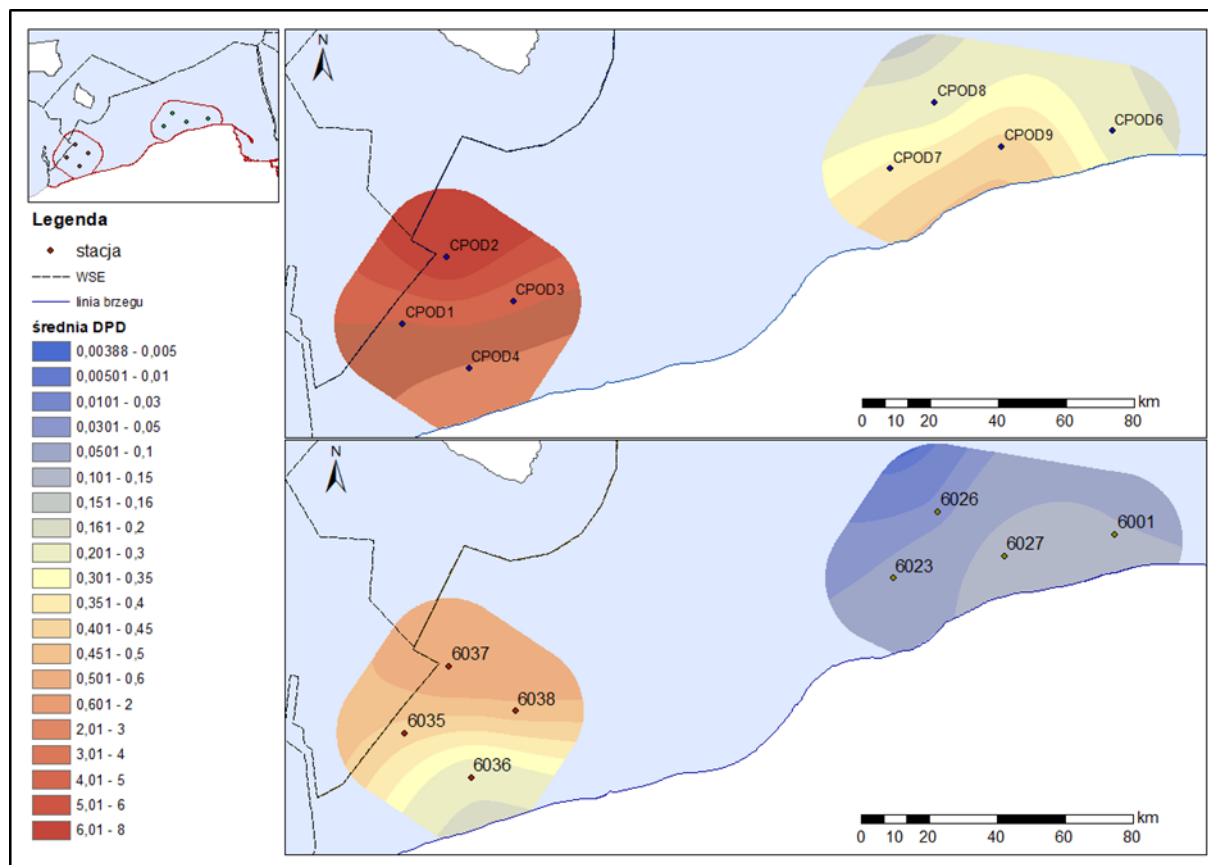 Legenda
stacja
WSE
linia brzegu
średnia DPD
0,00388 - 0,005
0,00501 - 0,01
0,0101 - 0,03
0,0301 - 0,05
0,0501 - 0,1
0,101 - 0,15
0,151 - 0,16
0,161 - 0,2
0,201 - 0,3
0,301 - 0,35
0,351 - 0,4
0,401 - 0,45
0,451 - 0,5
0,501 - 0,6
0,601 - 2
2,01 - 3
3,01 - 4
4,01 - 5
5,01 - 6
6,01 - 8
N
CPOD8
CPOD6
CPOD9
CPOD7
CPOD2
CPOD3
CPOD1
CPOD4
km
0 10 20 40 60 80
N
6026
6001
6027
6023
6037
6038
6035
6036
km
0 10 20 40 60 80